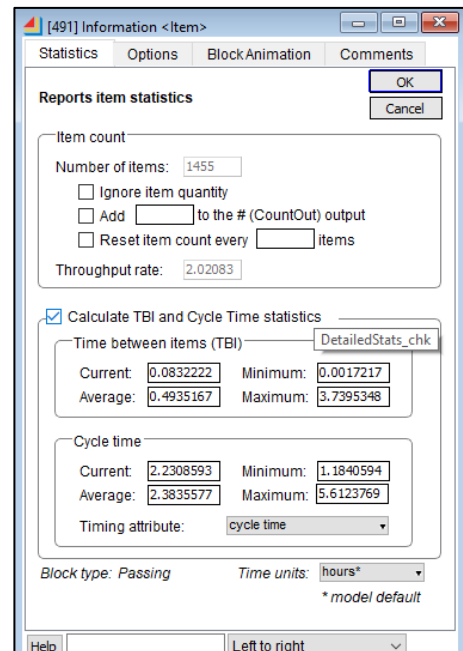 [491] Information <Item>
Statistics Options Block Animation Comments
OK
Reports item statistics
Cancel
Item count
Number of items: 1455
Ignore item quantity
Add to the # (CountOut) output
Reset item count every items
Throughput rate: 2.02083
Calculate TBI and Cycle Time statistics
Time between items (TBI) DetailedStats_chk
Current: 0.0832222 Minimum: 0.0017217
Average: 0.4935167 Maximum: 3.7395348
Cycle time
Current: 2.2308593 Minimum: 1.1840594
Average: 2.3835577 Maximum: 5.6123769
Timing attribute: cycle time
Block type: Passing Time units: hours*
* model default
Help Left to right